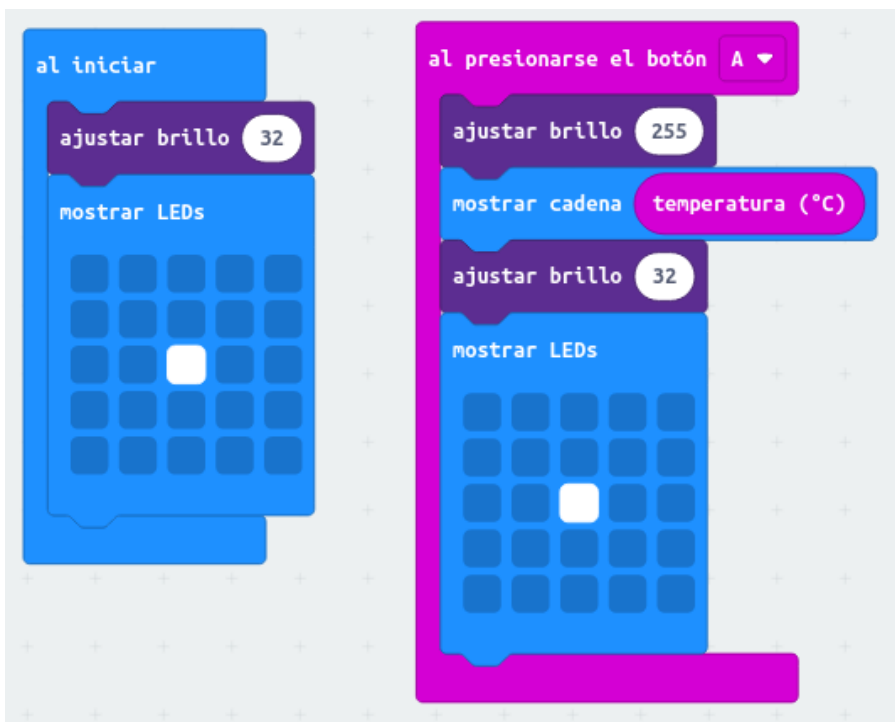 al iniciar
ajustar brillo 32
mostrar LEDs
al presionarse el botón A
ajustar brillo 255
mostrar cadena temperatura (°C)
ajustar brillo 32
mostrar LEDs